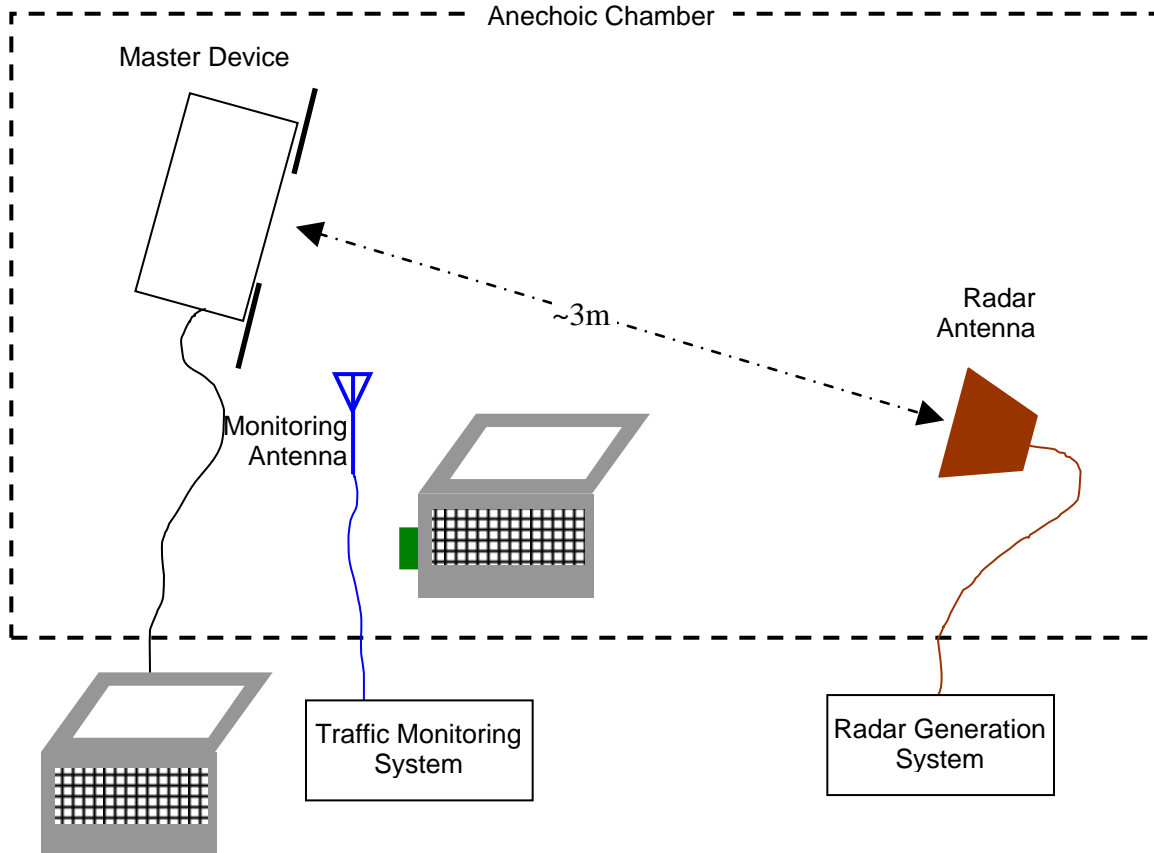 Anechoic Chamber
Master Device
~3m
Radar
Antenna
Monitoring
Antenna
Traffic Monitoring
System
Radar Generation
System